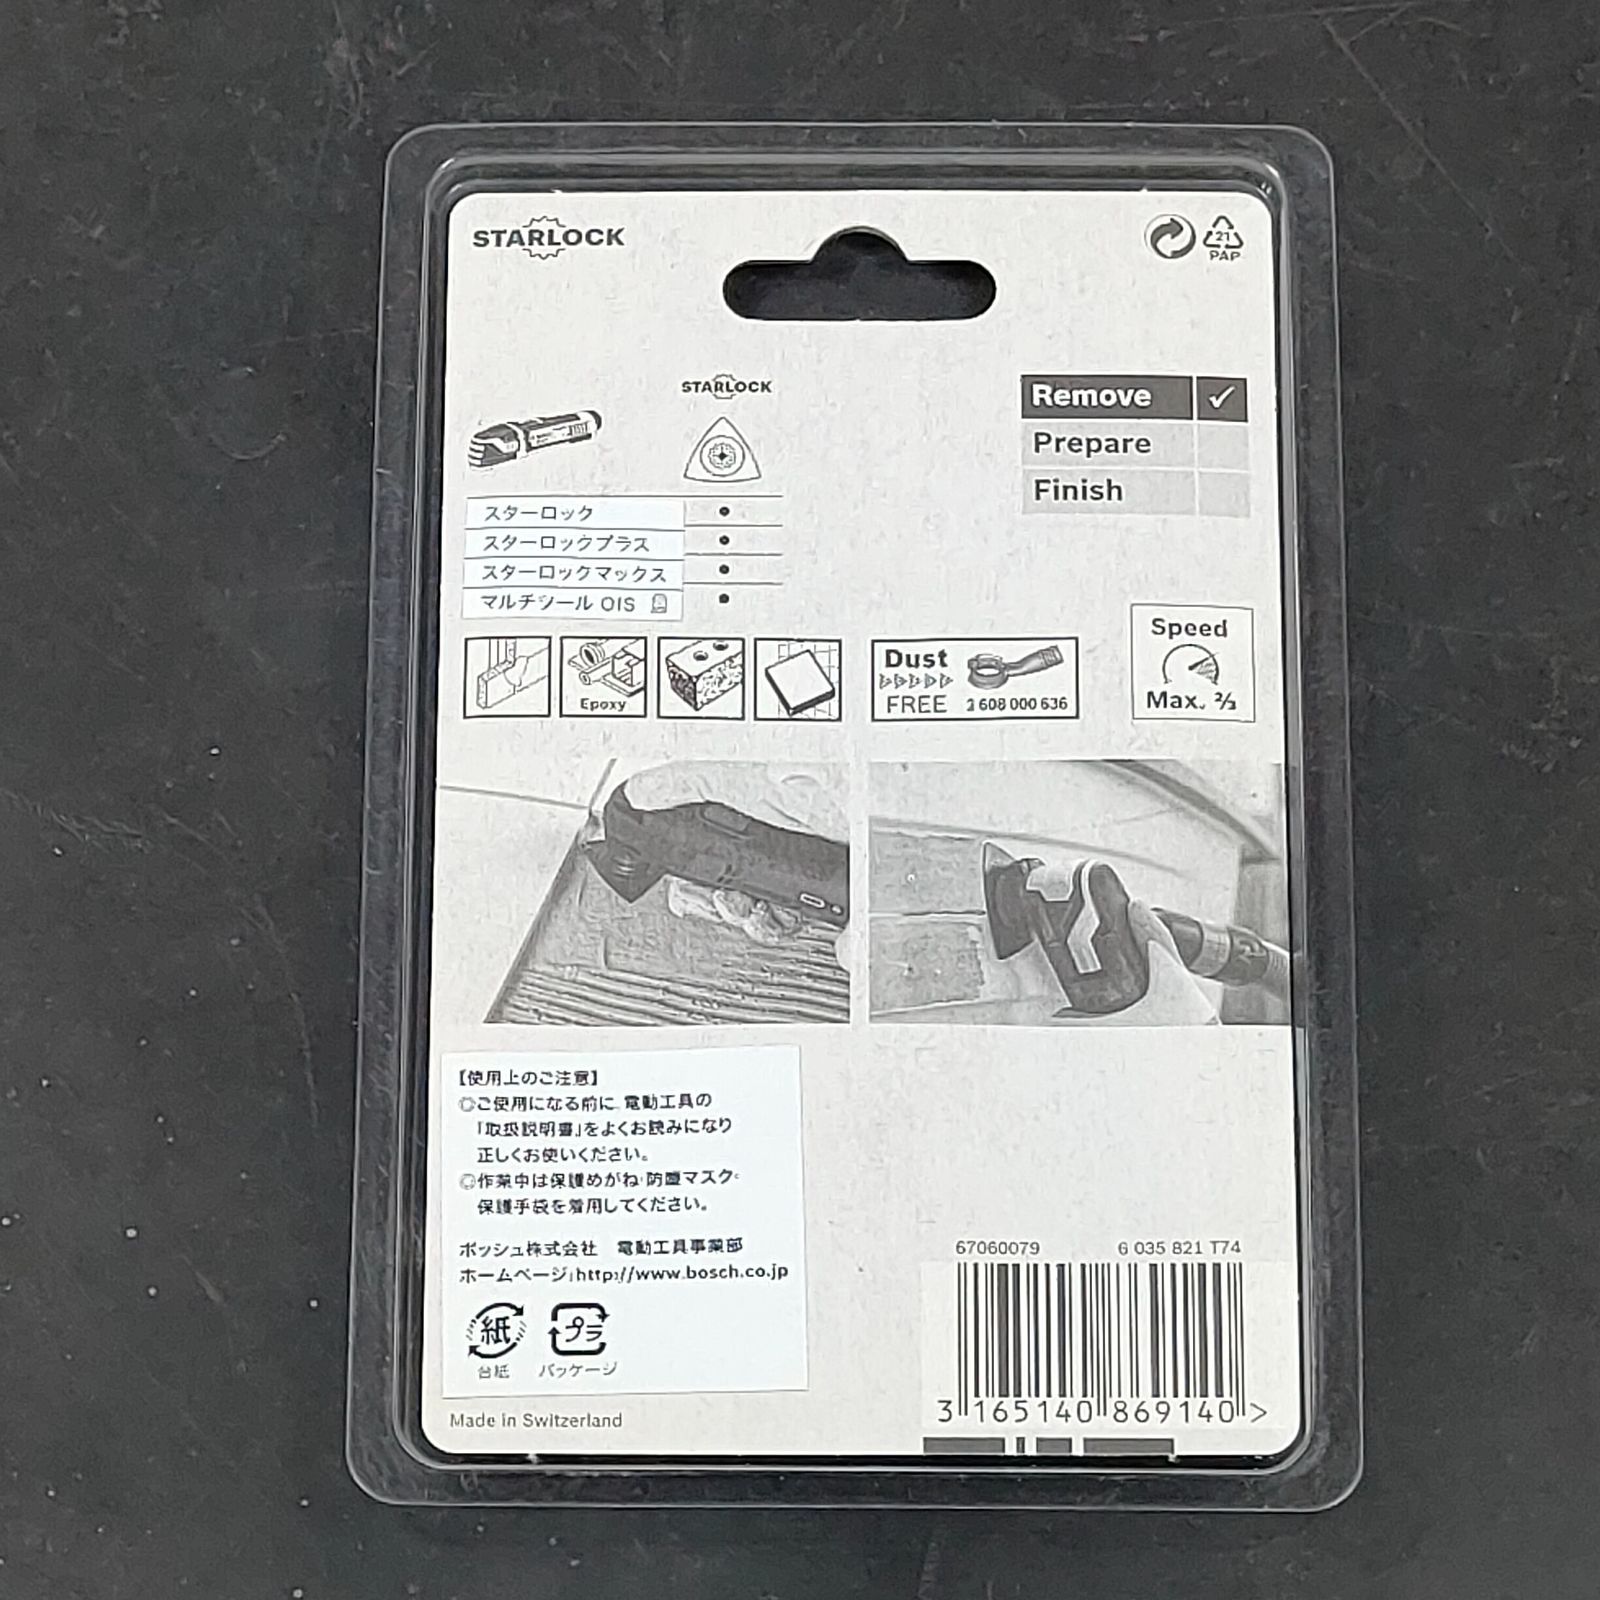 STARLOCK
21
PAP
STARLOCK
Remove ✓
Prepare
Finish
スターロック
スターロックプラス
スターロックマックス
マルチツール OIS
Epoxy
Dust
FREE
2 608 000 636
Speed
Max. ⅔
【使用上のご注意】
◎ご使用になる前に、電動工具の
「取扱説明書」をよくお読みになり
正しくお使いください。
◎作業中は保護めがね・防塵マスク・
保護手袋を着用してください。
ボッシュ株式会社 電動工具事業部
ホームページ:http://www.bosch.co.jp
紙
プラ
台紙
パッケージ
Made in Switzerland
67060079
6 035 821 T74
3 165140 869140 >